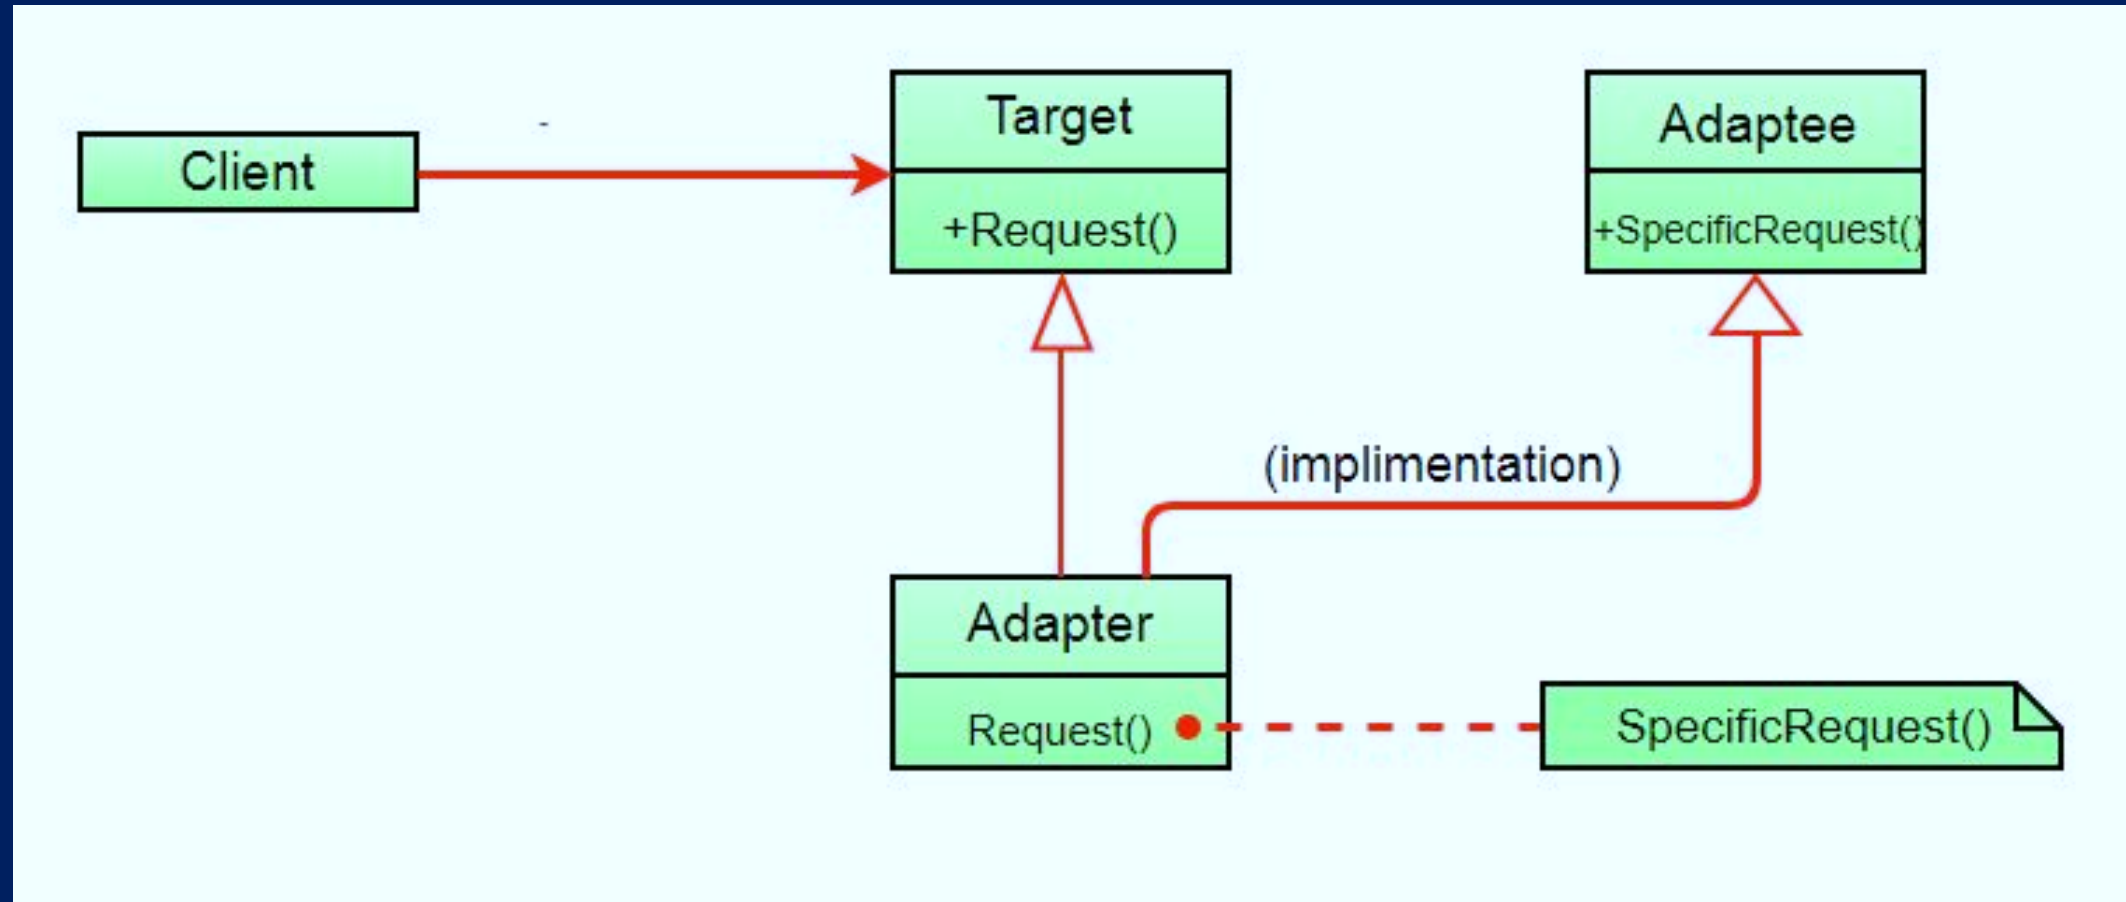 Client
Target
+Request()
Adaptee
+SpecificRequest()
(implimentation)
Adapter
Request()
SpecificRequest()